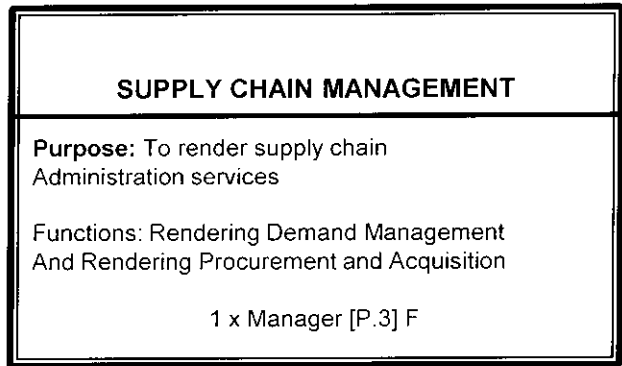 SUPPLY CHAIN MANAGEMENT
Purpose: To render supply chain
Administration services
Functions: Rendering Demand Management
And Rendering Procurement and Acquisition
1 x Manager [P.3] F